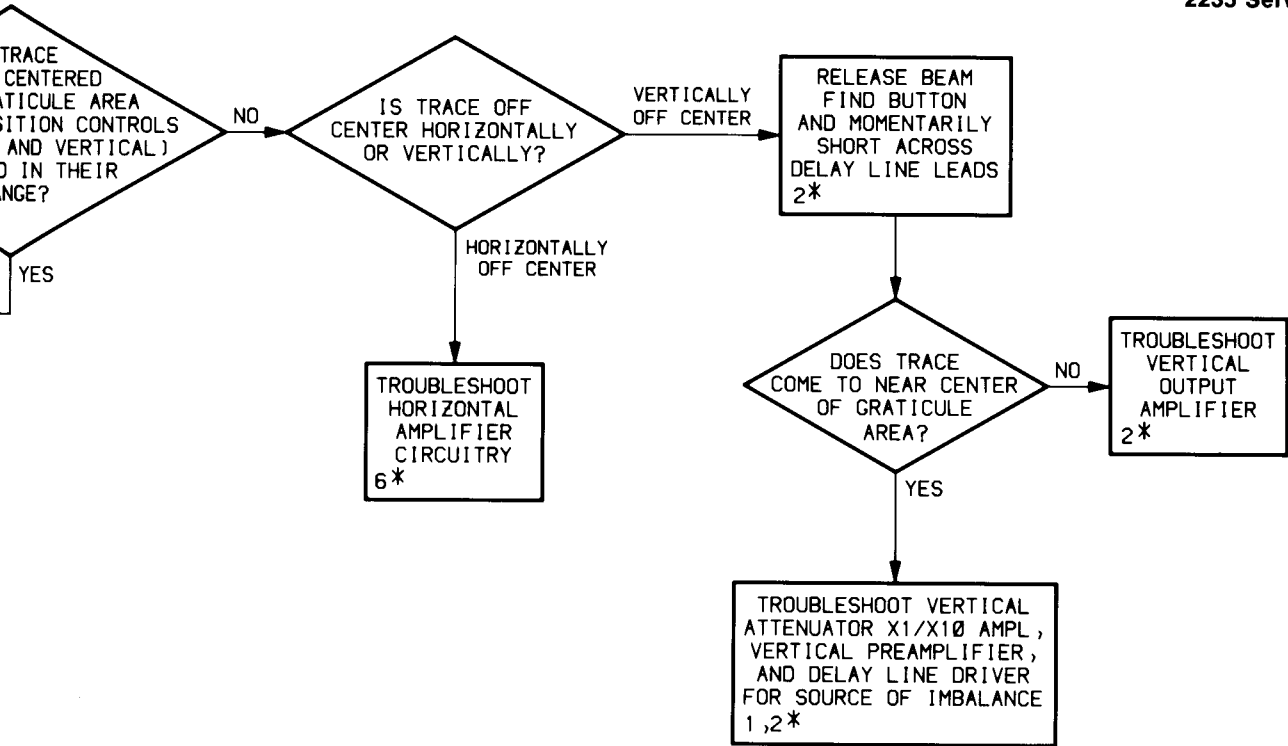 2235 Serv
TRACE
CENTERED
ATICULE AREA
SITION CONTROLS
AND VERTICAL)
D IN THEIR
ANGE?
NO
YES
IS TRACE OFF
CENTER HORIZONTALLY
OR VERTICALLY?
VERTICALLY
OFF CENTER
HORIZONTALLY
OFF CENTER
RELEASE BEAM
FIND BUTTON
AND MOMENTARILY
SHORT ACROSS
DELAY LINE LEADS
2*
TROUBLESHOOT
HORIZONTAL
AMPLIFIER
CIRCUITRY
6*
DOES TRACE
COME TO NEAR CENTER
OF GRATICULE
AREA?
NO
TROUBLESHOOT
VERTICAL
OUTPUT
AMPLIFIER
2*
YES
TROUBLESHOOT VERTICAL
ATTENUATOR X1/X10 AMPL,
VERTICAL PREAMPLIFIER,
AND DELAY LINE DRIVER
FOR SOURCE OF IMBALANCE
1,2*